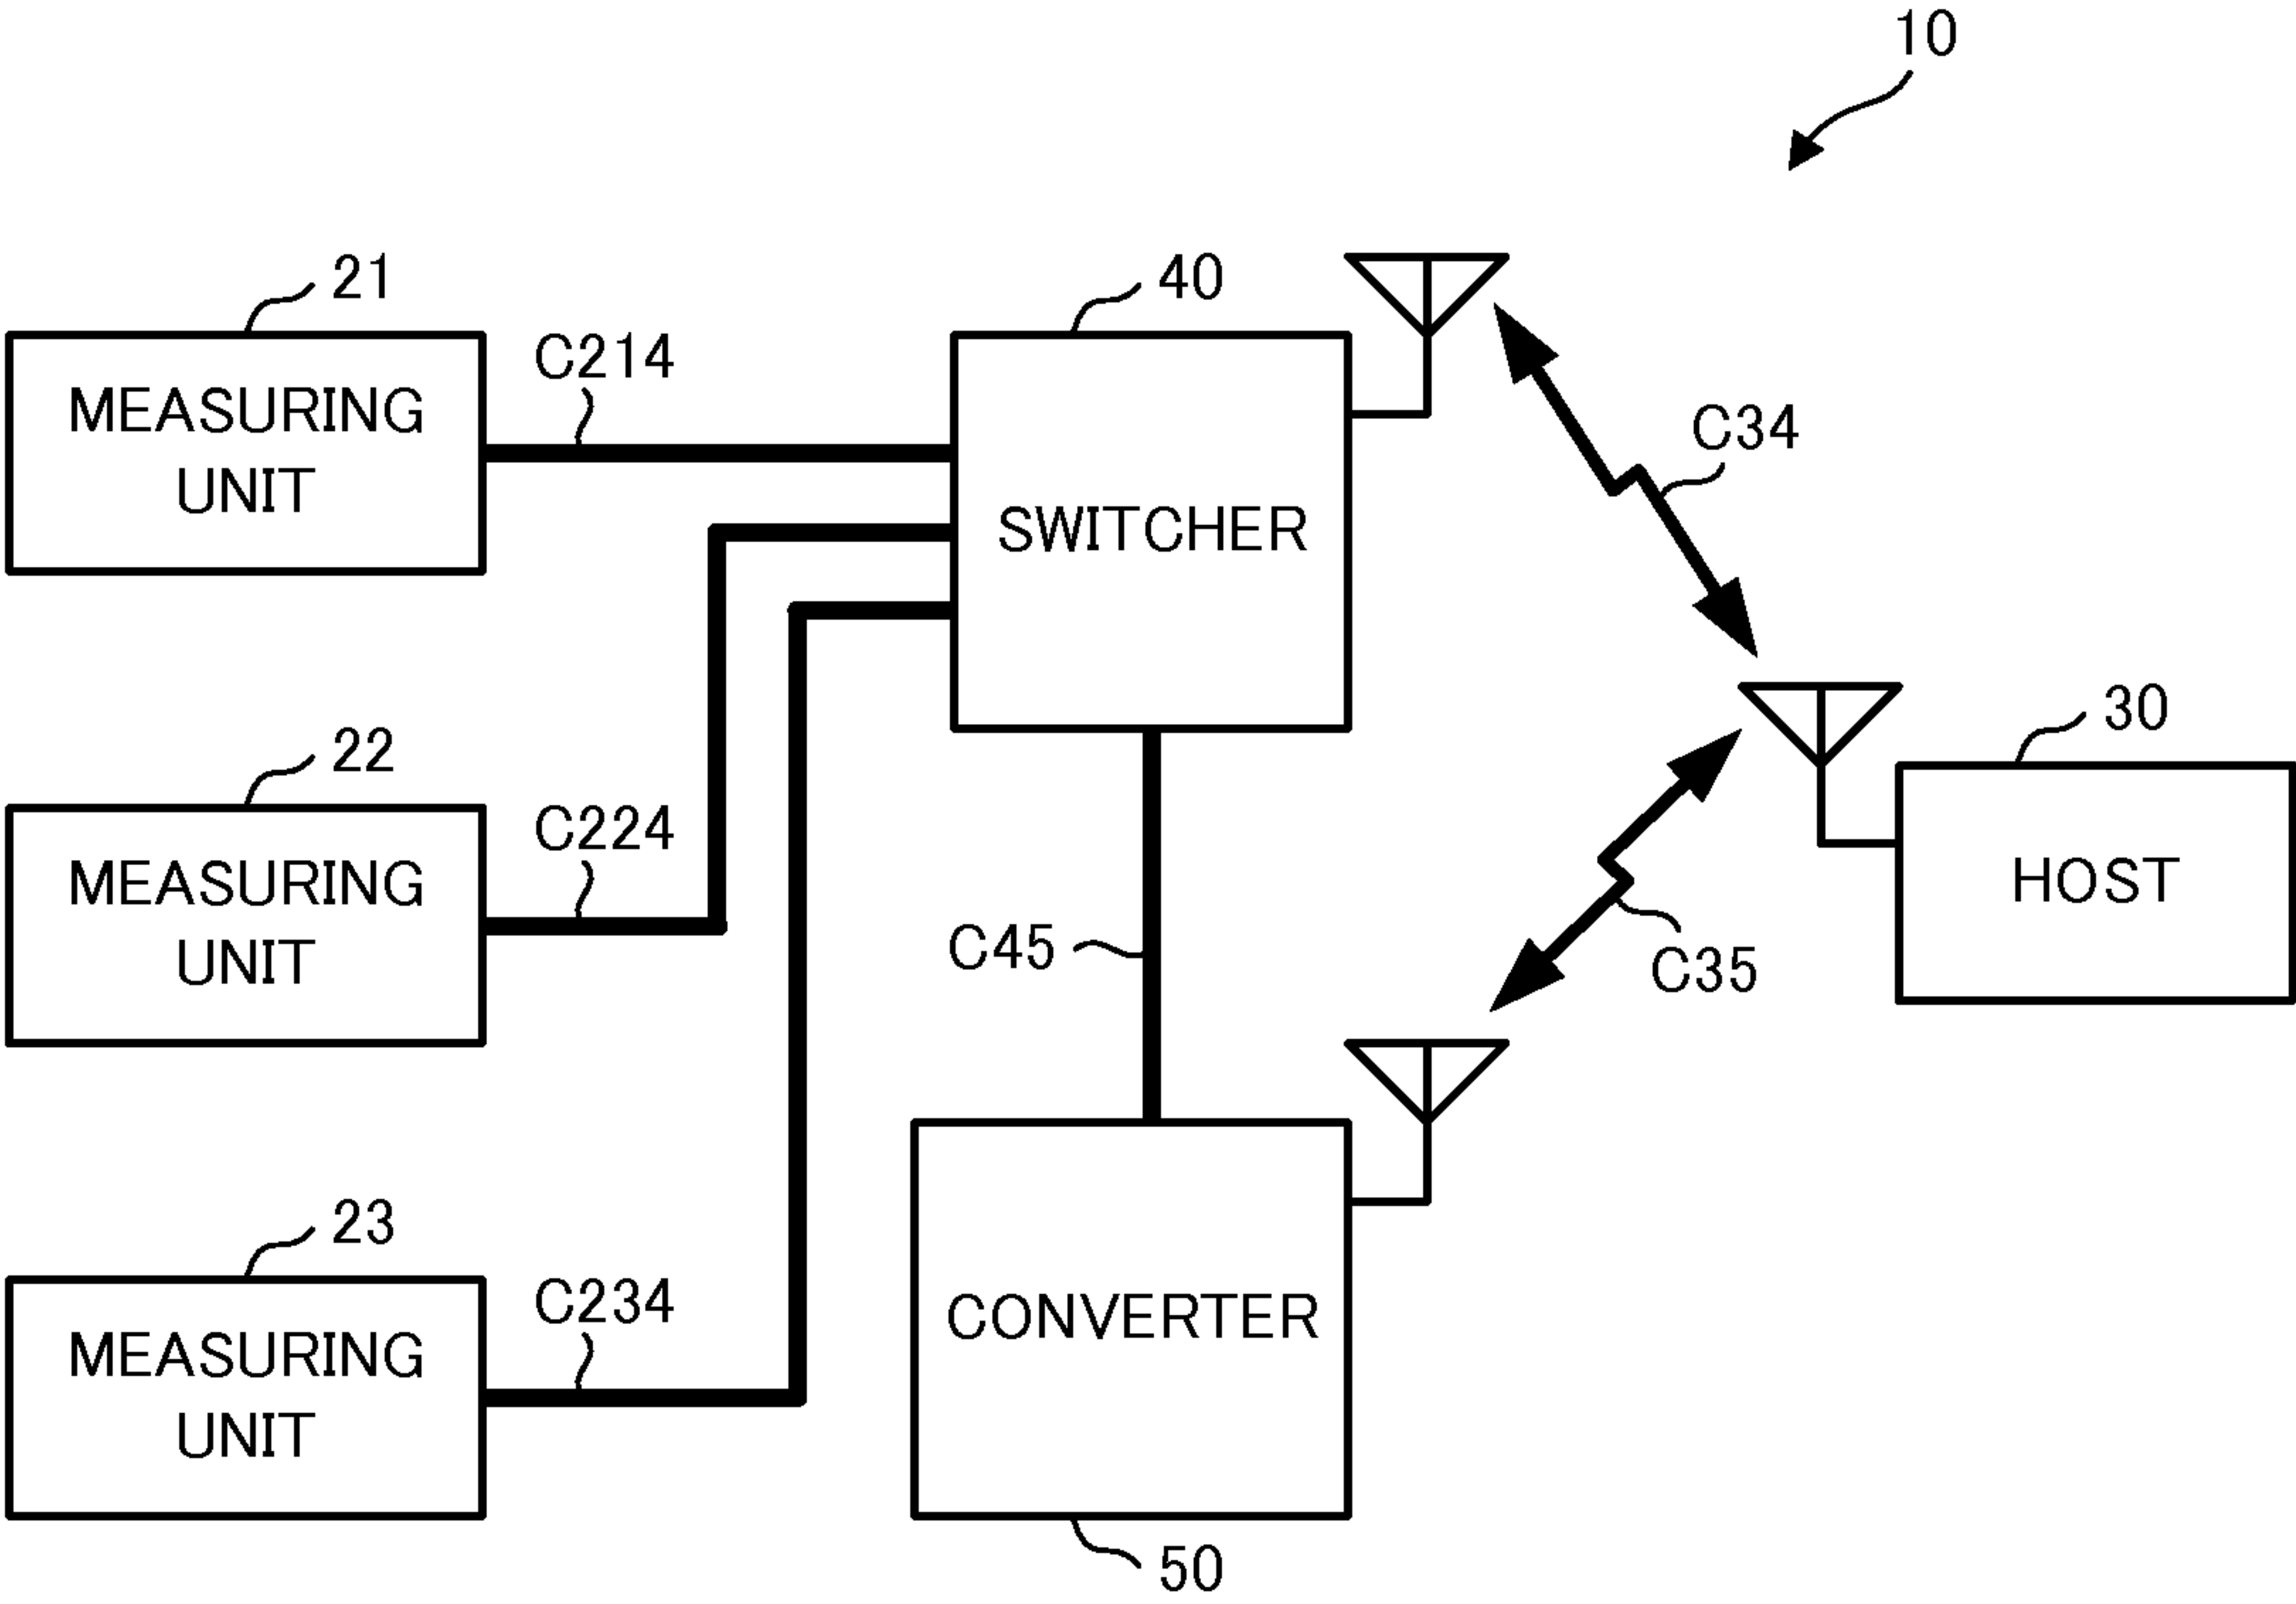 10
21
40
C214
MEASURING
UNIT
C34
SWITCHER
22
30
C224
MEASURING
UNIT
HOST
C45
C35
23
C234
CONVERTER
MEASURING
UNIT
50